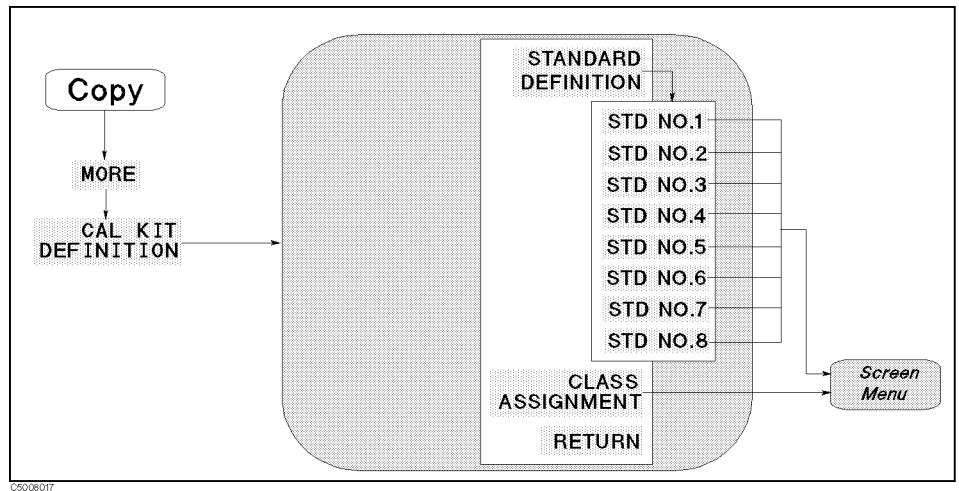 Copy
MORE
CAL KIT
DEFINITION
STANDARD
DEFINITION
STD NO.1
STD NO.2
STD NO.3
STD NO.4
STD NO.5
STD NO.6
STD NO.7
STD NO.8
CLASS
ASSIGNMENT
RETURN
Screen
Menu
C5008017